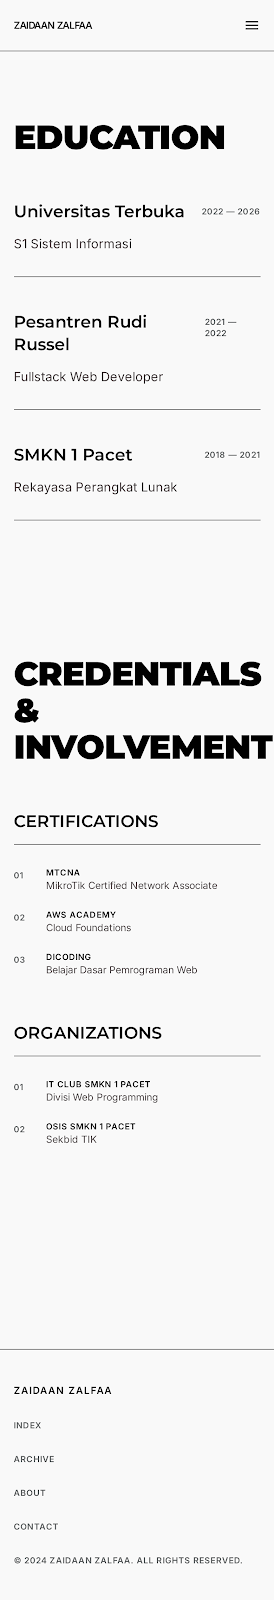 ZAIDAAN ZALFAA
EDUCATION
Universitas Terbuka
2022 — 2026
S1 Sistem Informasi
Pesantren Rudi
Russel
2021 —
2022
Fullstack Web Developer
SMKN 1 Pacet
2018 — 2021
Rekayasa Perangkat Lunak
CREDENTIALS
&
INVOLVEMENT
CERTIFICATIONS
01
MTCNA
MikroTik Certified Network Associate
02
AWS ACADEMY
Cloud Foundations
03
DICODING
Belajar Dasar Pemrograman Web
ORGANIZATIONS
01
IT CLUB SMKN 1 PACET
Divisi Web Programming
02
OSIS SMKN 1 PACET
Sekbid TIK
ZAIDAAN ZALFAA
INDEX
ARCHIVE
ABOUT
CONTACT
© 2024 ZAIDAAN ZALFAA. ALL RIGHTS RESERVED.